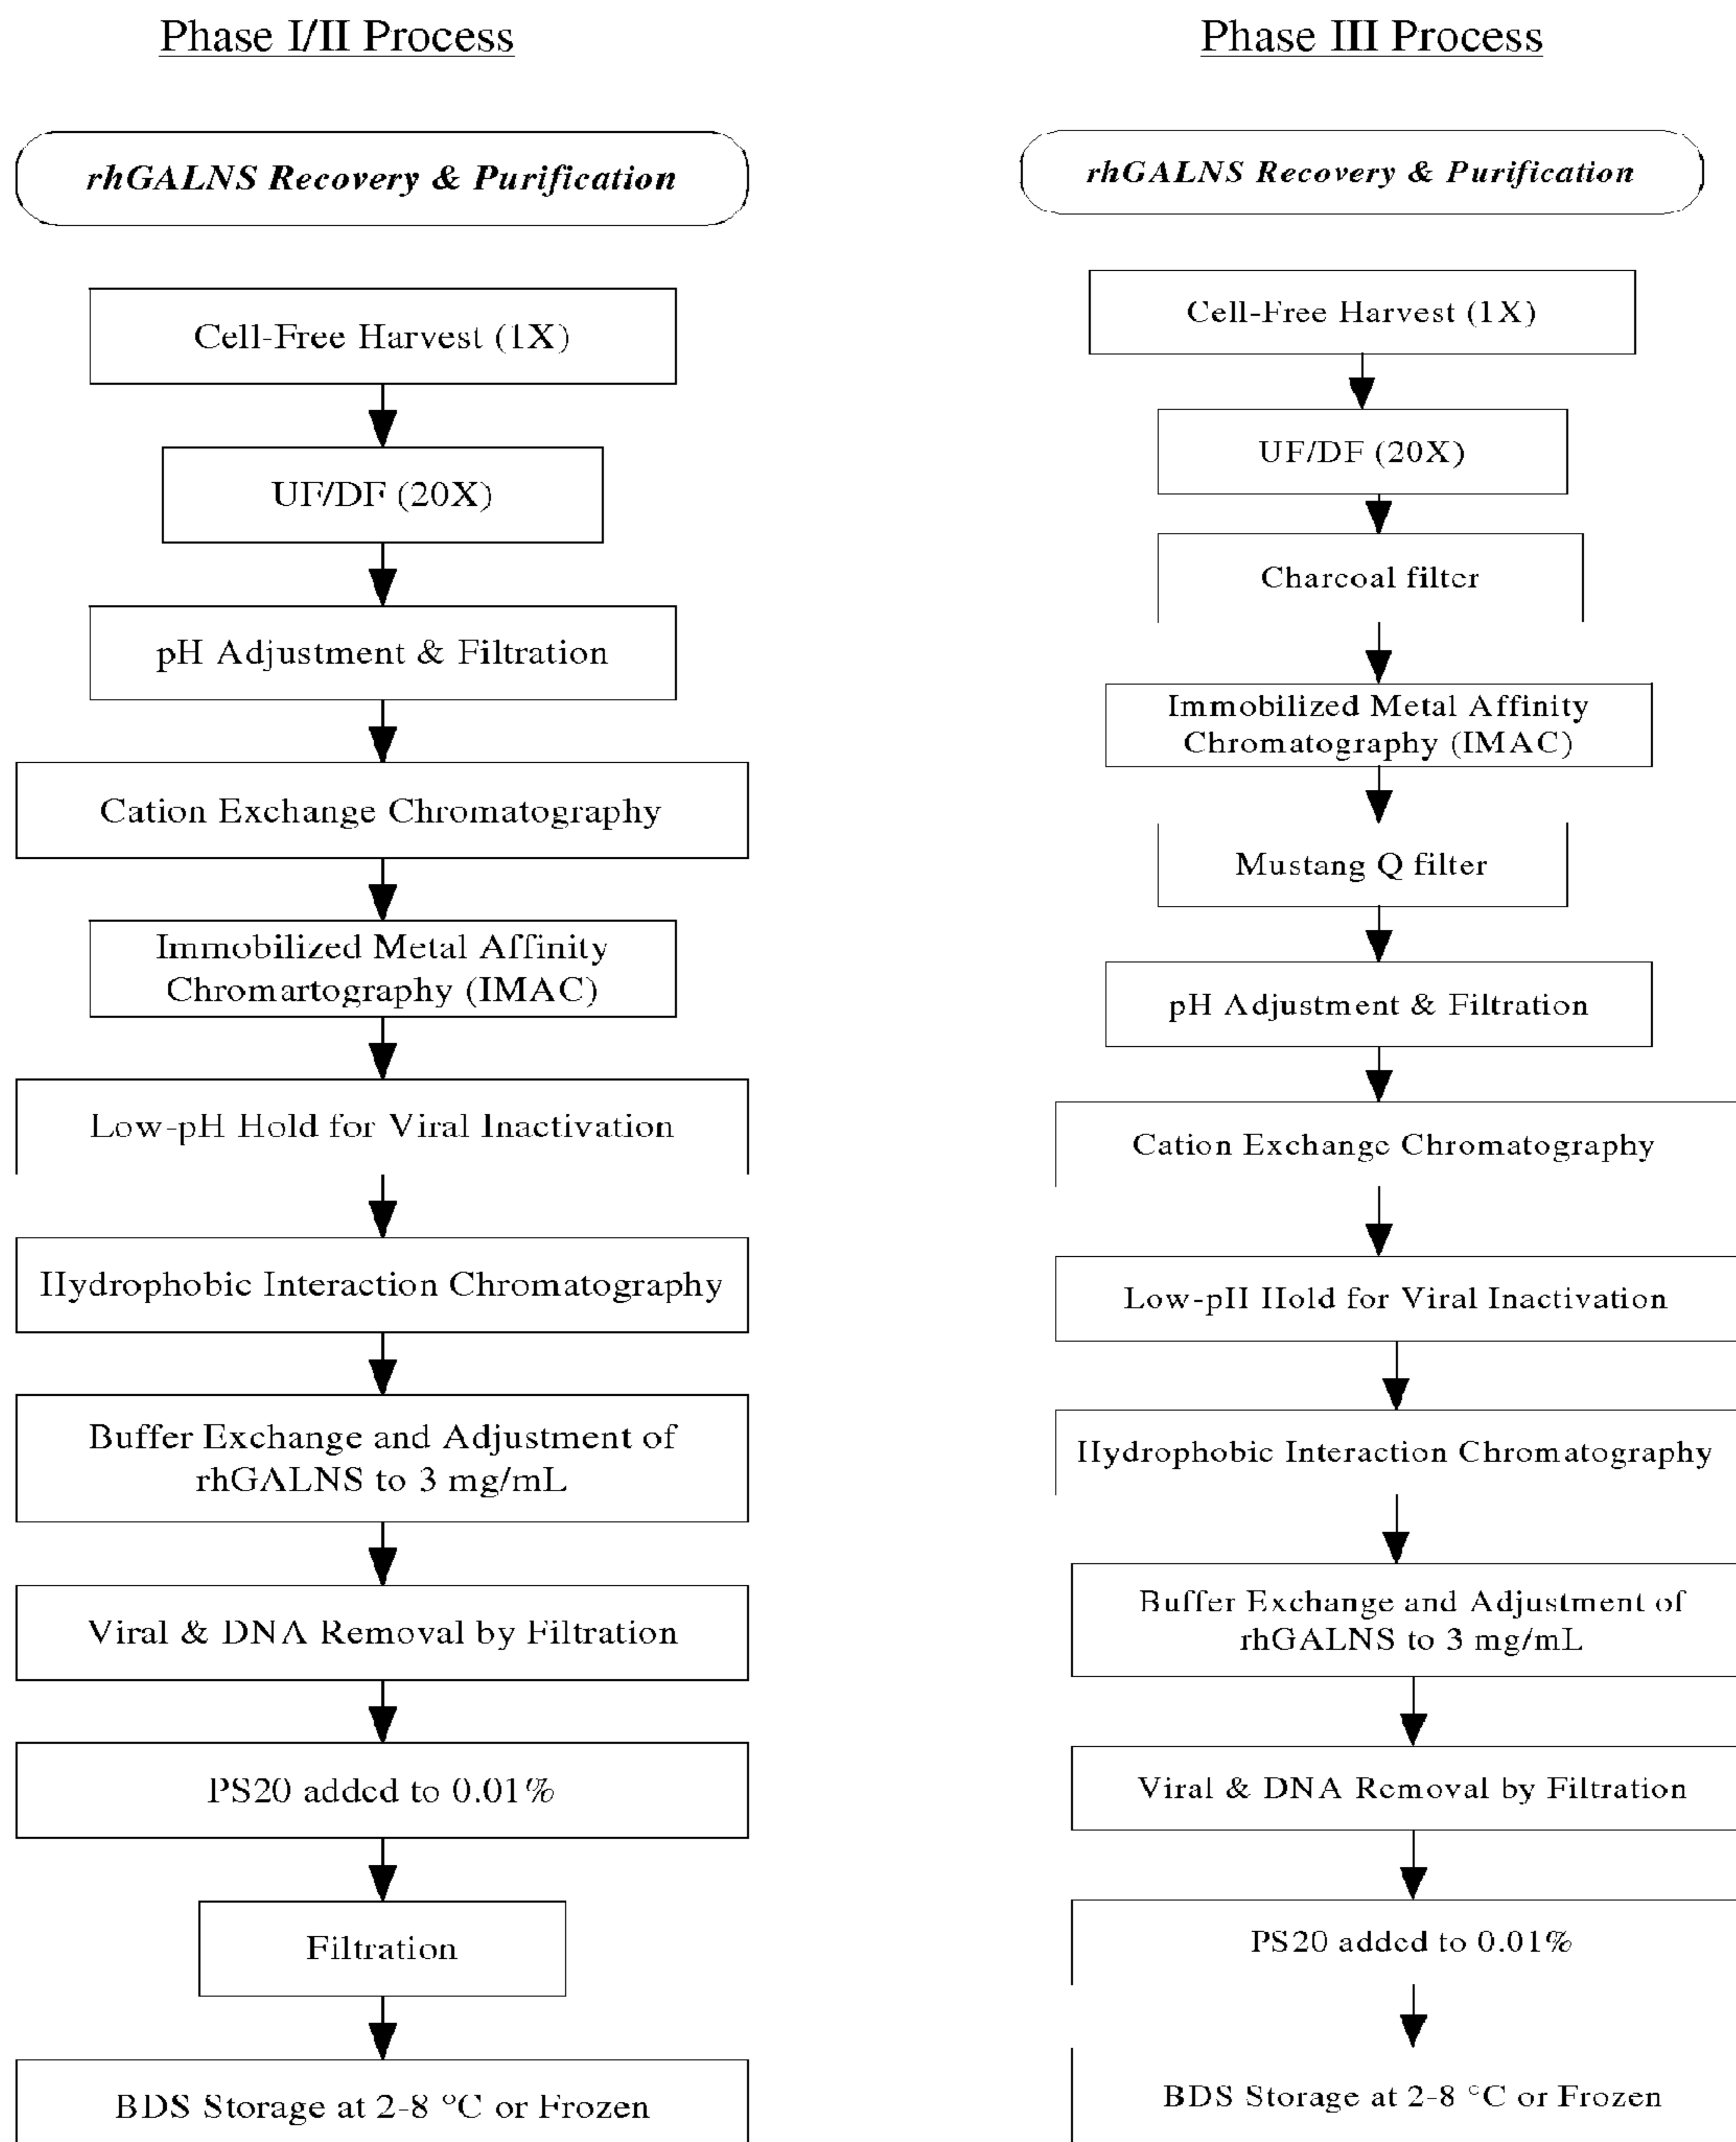 Phase I/II Process
rhGALNS Recovery & Purification
Cell-Free Harvest (1X)
UF/DF (20X)
pH Adjustment & Filtration
Cation Exchange Chromatography
Immobilized Metal Affinity
Chromartography (IMAC)
Low-pH Hold for Viral Inactivation
Hydrophobic Interaction Chromatography
Buffer Exchange and Adjustment of
rhGALNS to 3 mg/mL
Viral & DNA Removal by Filtration
PS20 added to 0.01%
Filtration
BDS Storage at 2-8 °C or Frozen
Phase III Process
rhGALNS Recovery & Purification
Cell-Free Harvest (1X)
UF/DF (20X)
Charcoal filter
Immobilized Metal Affinity
Chromatography (IMAC)
Mustang Q filter
pH Adjustment & Filtration
Cation Exchange Chromatography
Low-pH Hold for Viral Inactivation
Hydrophobic Interaction Chromatography
Buffer Exchange and Adjustment of
rhGALNS to 3 mg/mL
Viral & DNA Removal by Filtration
PS20 added to 0.01%
BDS Storage at 2-8 °C or Frozen